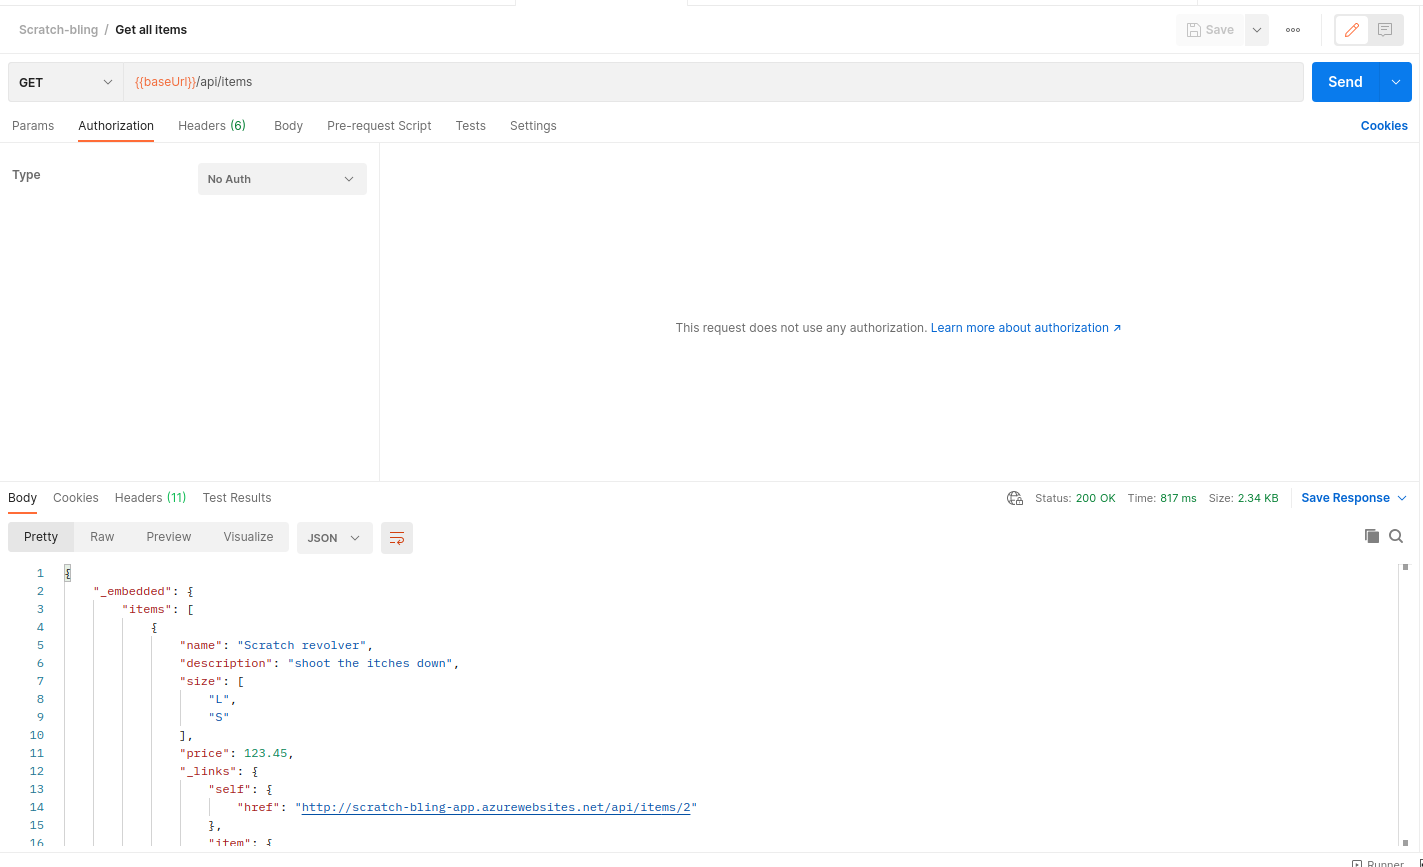 Scratch-bling / Get all items
Save
GET
{{baseUrl}}/api/items
Send
Params Authorization Headers (6) Body Pre-request Script Tests Settings Cookies
Type
No Auth
This request does not use any authorization. Learn more about authorization ↗
Body Cookies Headers (11) Test Results Status: 200 OK Time: 817 ms Size: 2.34 KB Save Response
Pretty Raw Preview Visualize JSON
1 {
2 "_embedded": {
3 "items": [
4 {
5 "name": "Scratch revolver",
6 "description": "shoot the itches down",
7 "size": [
8 "L",
9 "S"
10 ],
11 "price": 123.45,
12 "_links": {
13 "self": {
14 "href": "http://scratch-bling-app.azurewebsites.net/api/items/2"
15 },
16 "item": {
Runner